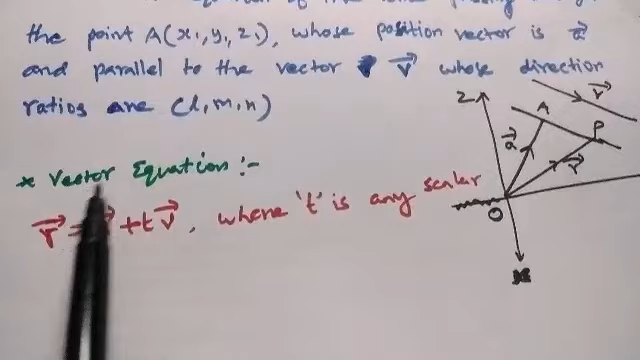 the point A(x₁, y₁, z₁), whose position vector is a⃗
and parallel to the vector v⃗ whose direction
ratios are (l, m, n)
* Vector Equation :-
r⃗ = + t v⃗ , where 't' is any scalar
Z
A
v⃗
P
a⃗
r⃗
O